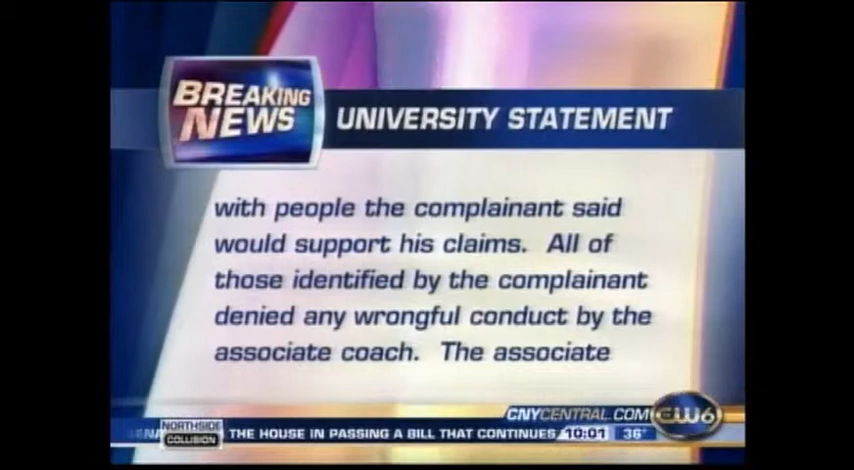 BREAKING
NEWS
UNIVERSITY STATEMENT
with people the complainant said
would support his claims. All of
those identified by the complainant
denied any wrongful conduct by the
associate coach. The associate
CNYCENTRAL.COM
CW6
NORTHSIDE
COLLISION
THE HOUSE IN PASSING A BILL THAT CONTINUES
10:01 36°